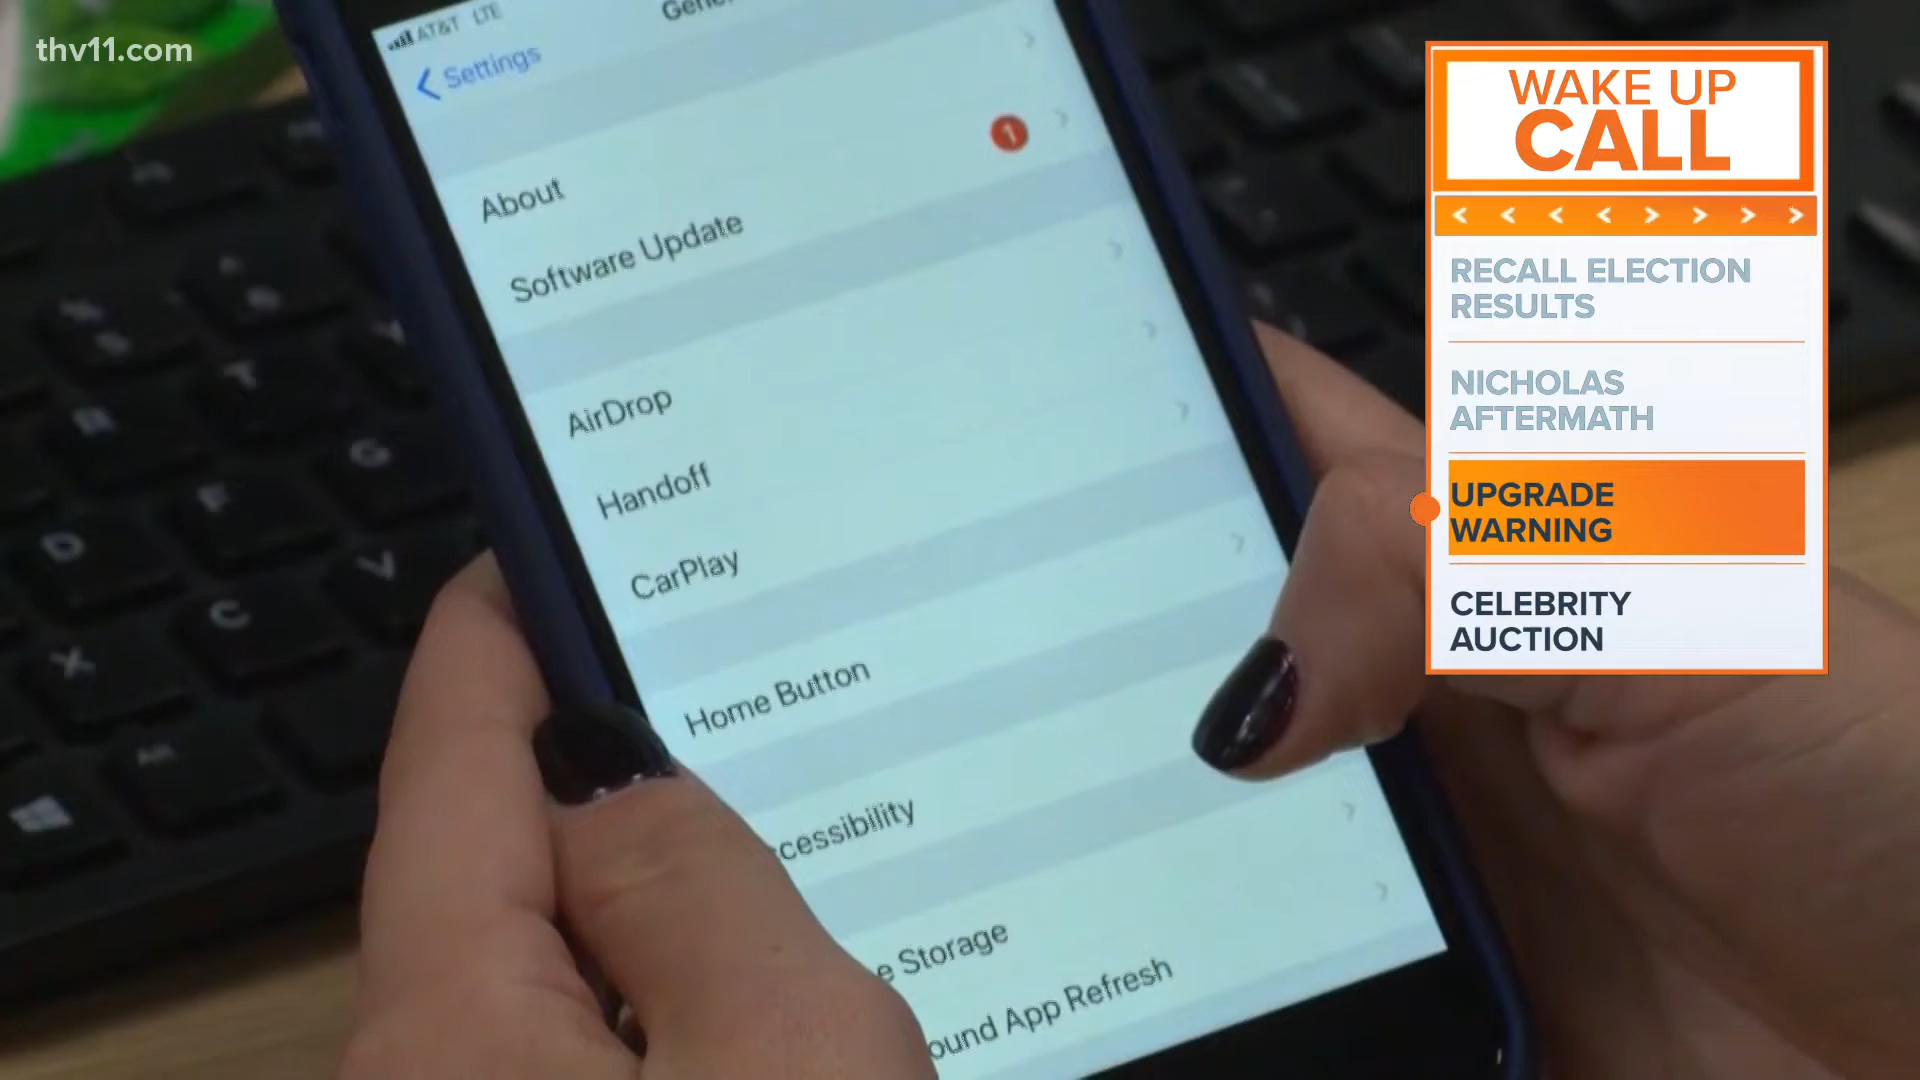 thv11.com
AT&T LTE
Settings
About
1
Software Update
AirDrop
Handoff
CarPlay
Home Button
ccessibility
e Storage
ound App Refresh
WAKE UP
CALL
RECALL ELECTION
RESULTS
NICHOLAS
AFTERMATH
UPGRADE
WARNING
CELEBRITY
AUCTION
T
G
F
D
V
C
X